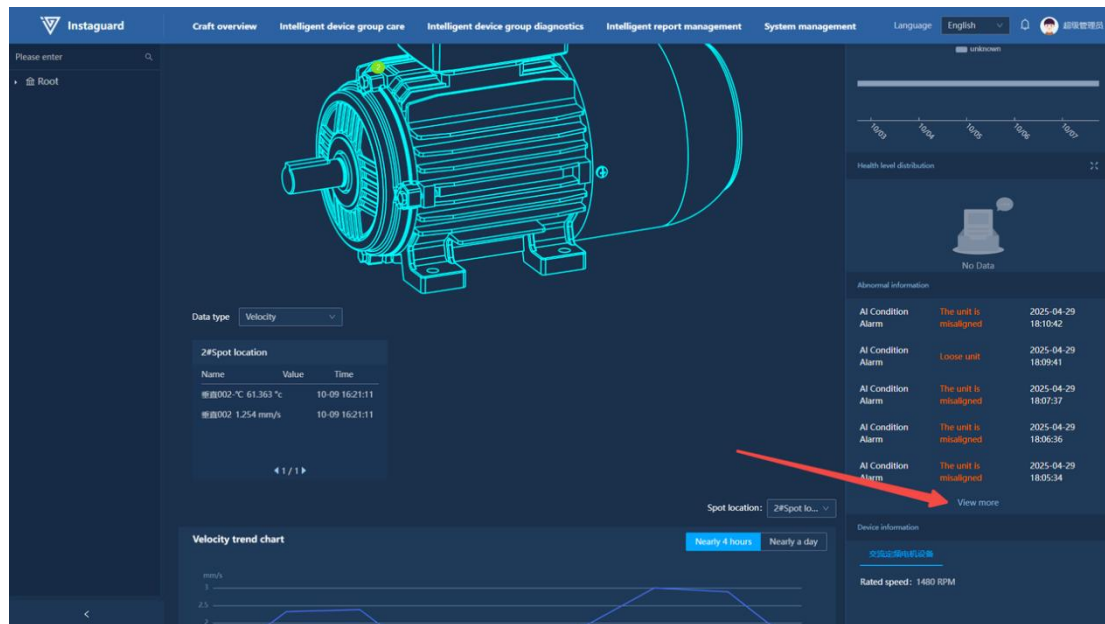 Instaguard
Craft overview
Intelligent device group care
Intelligent device group diagnostics
Intelligent report management
System management
Language
English
超级管理员
Please enter
Root
2
unknown
10/03 10/04 10/05 10/06 10/07
Health level distribution
No Data
Abnormal information
AI Condition Alarm The unit is misaligned 2025-04-29 18:10:42
AI Condition Alarm Loose unit 2025-04-29 18:09:41
AI Condition Alarm The unit is misaligned 2025-04-29 18:07:37
AI Condition Alarm The unit is misaligned 2025-04-29 18:06:36
AI Condition Alarm The unit is misaligned 2025-04-29 18:05:34
View more
Data type Velocity
2#Spot location
Name Value Time
垂直002-℃ 61.363 °c 10-09 16:21:11
垂直002 1.254 mm/s 10-09 16:21:11
1 / 1
Spot location: 2#Spot lo...
Device information
交流定频电机设备
Rated speed: 1480 RPM
Velocity trend chart
Nearly 4 hours Nearly a day
mm/s
3
2.5
2